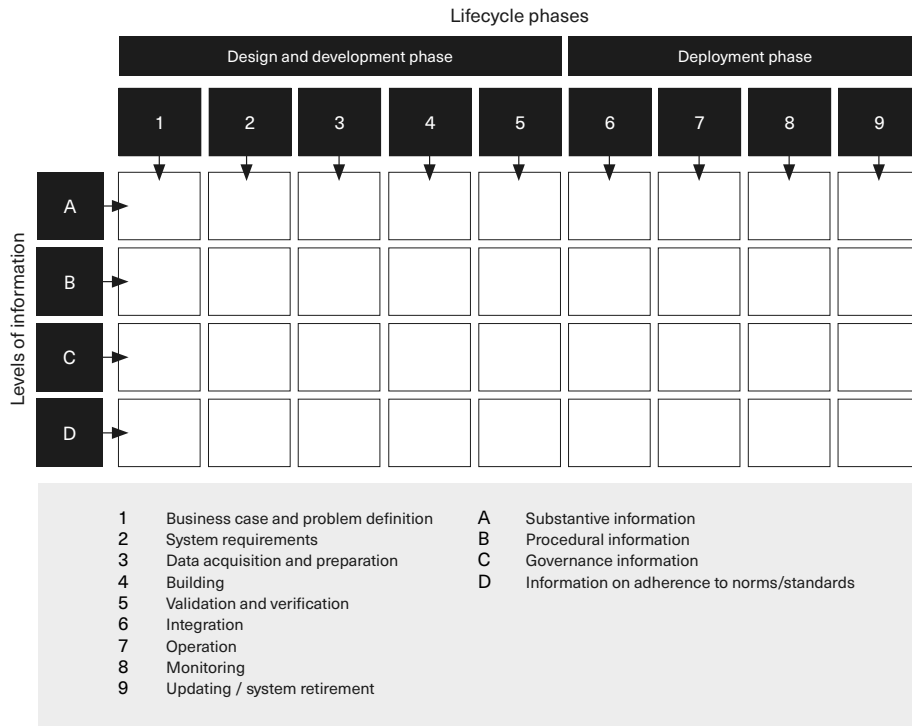 Lifecycle phases
Design and development phase
Deployment phase
1 2 3 4 5 6 7 8 9
Levels of information
A
B
C
D
1 Business case and problem definition
2 System requirements
3 Data acquisition and preparation
4 Building
5 Validation and verification
6 Integration
7 Operation
8 Monitoring
9 Updating / system retirement
A Substantive information
B Procedural information
C Governance information
D Information on adherence to norms/standards